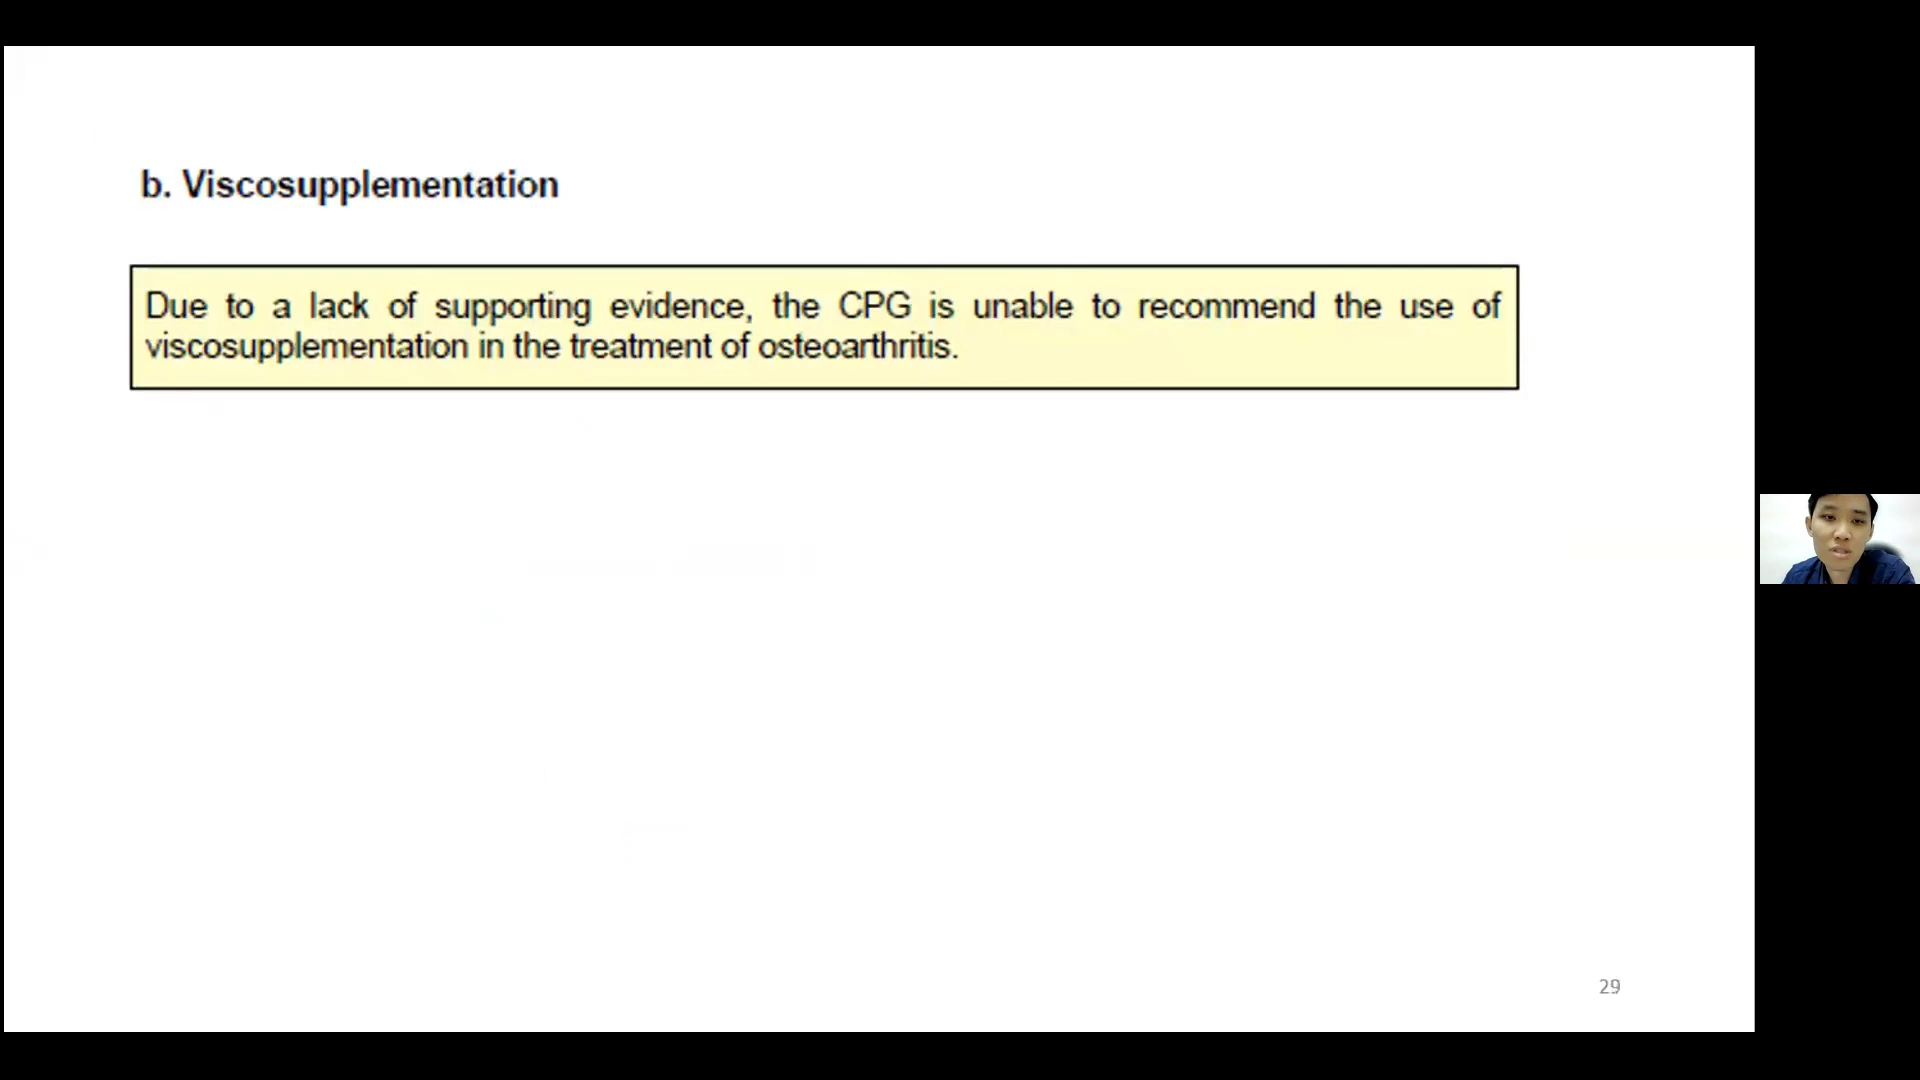 b. Viscosupplementation
Due to a lack of supporting evidence, the CPG is unable to recommend the use of
viscosupplementation in the treatment of osteoarthritis.
29